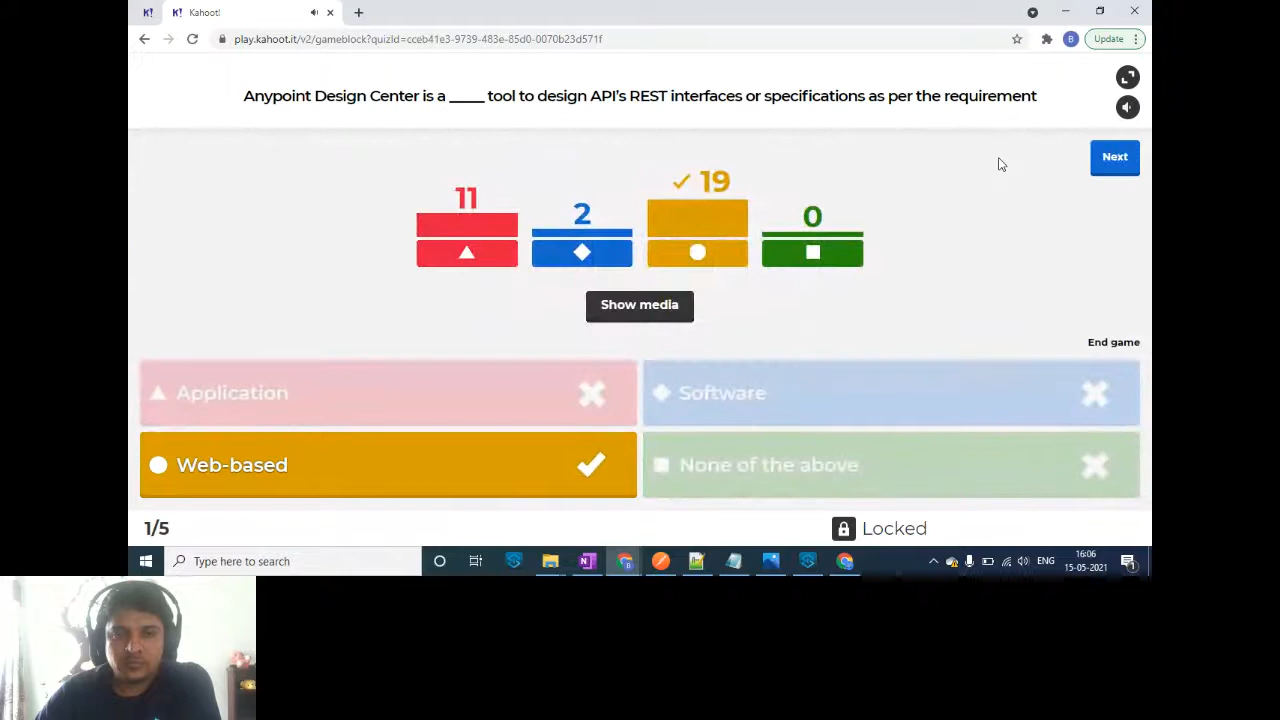 Kahoot!
play.kahoot.it/v2/gameblock?quizId=cceb41e3-9739-483e-85d0-0070b23d571f
B
Update
Anypoint Design Center is a _____ tool to design API's REST interfaces or specifications as per the requirement
Next
11
2
19
0
Show media
End game
Application
Software
Web-based
None of the above
1/5
Locked
Type here to search
ENG
16:06
15-05-2021